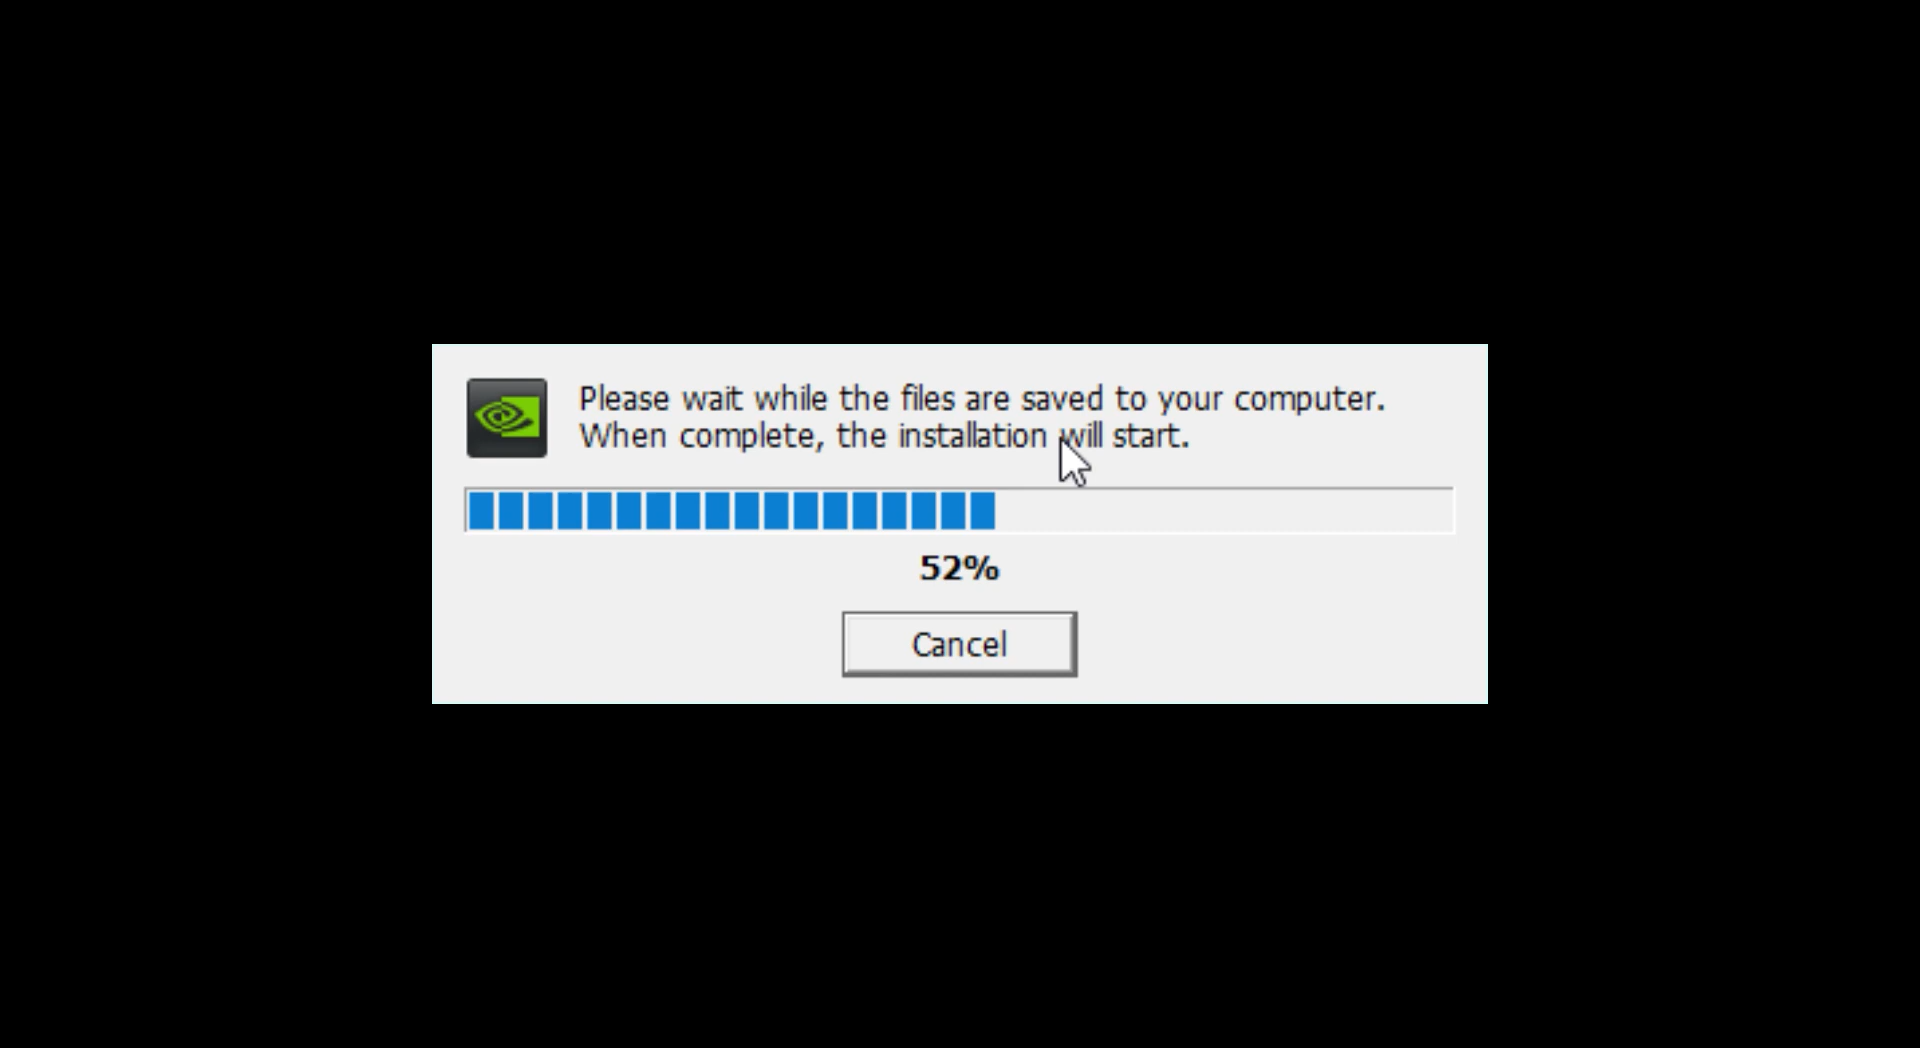 Please wait while the files are saved to your computer.
When complete, the installation will start.
52%
Cancel